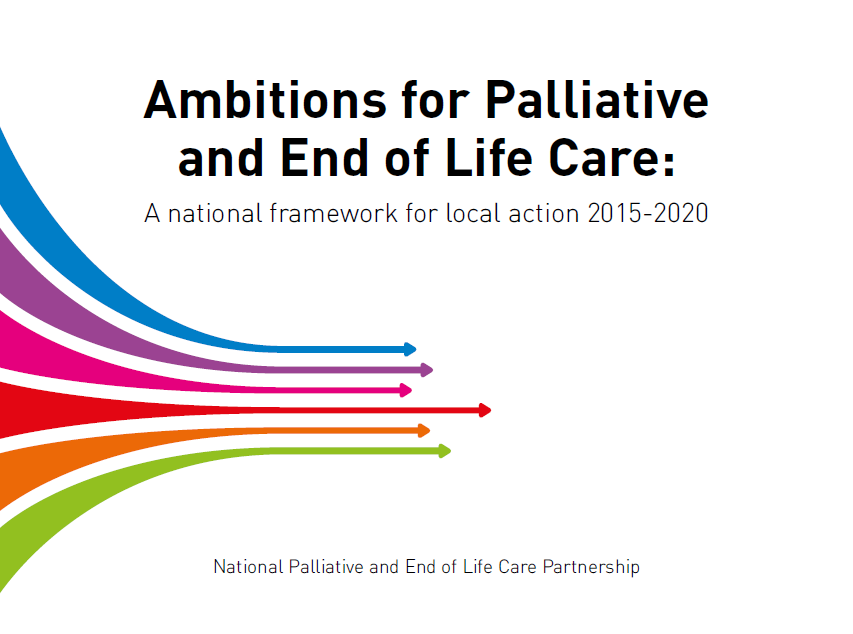 Ambitions for Palliative
and End of Life Care:
A national framework for local action 2015-2020
National Palliative and End of Life Care Partnership